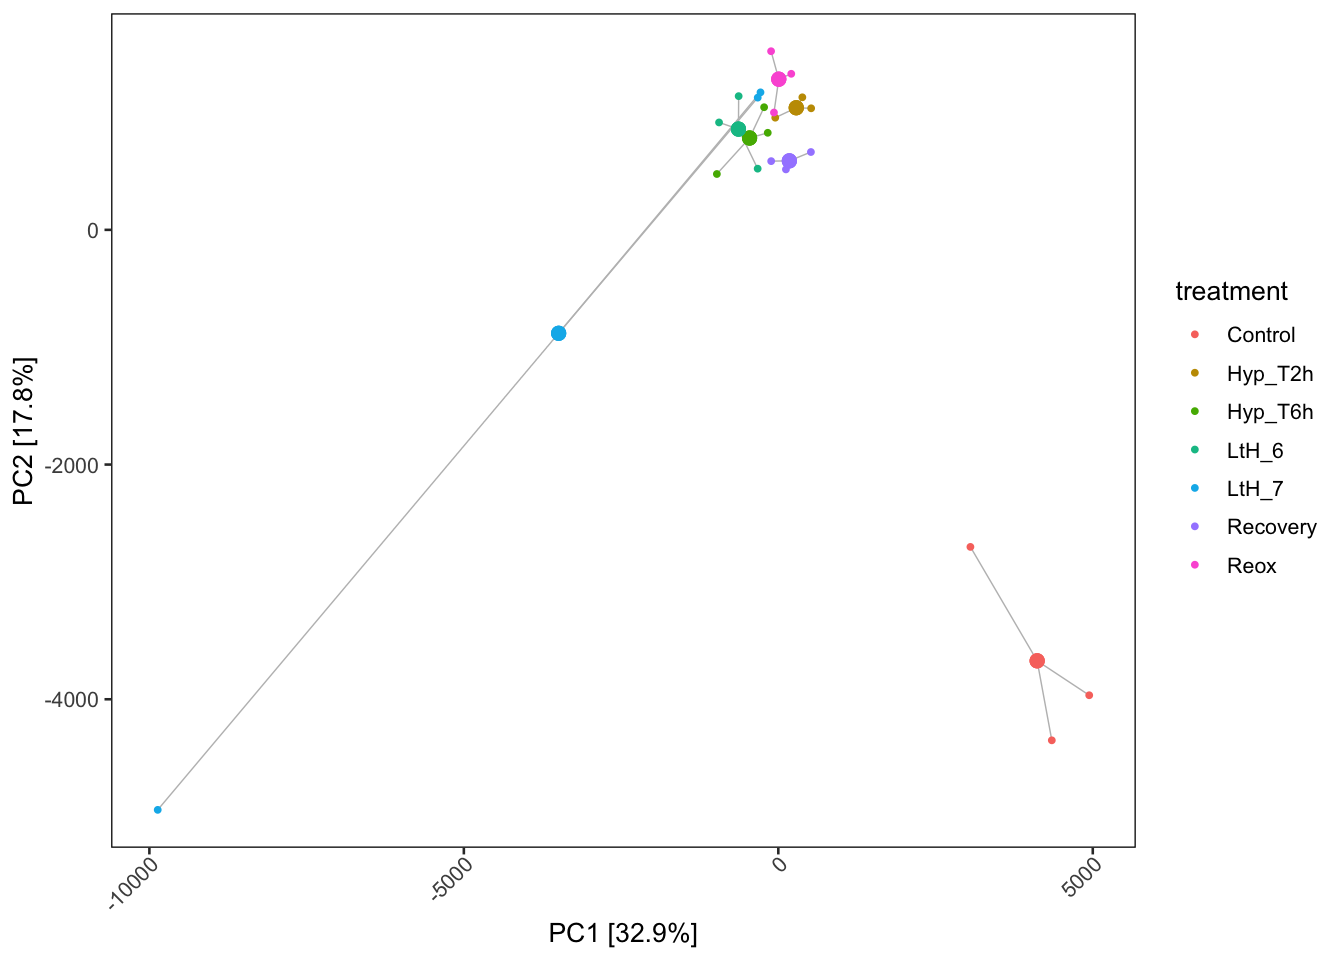 PC2 [17.8%]
0
-2000
-4000
-10000
-5000
0
5000
PC1 [32.9%]
treatment
Control
Hyp_T2h
Hyp_T6h
LtH_6
LtH_7
Recovery
Reox